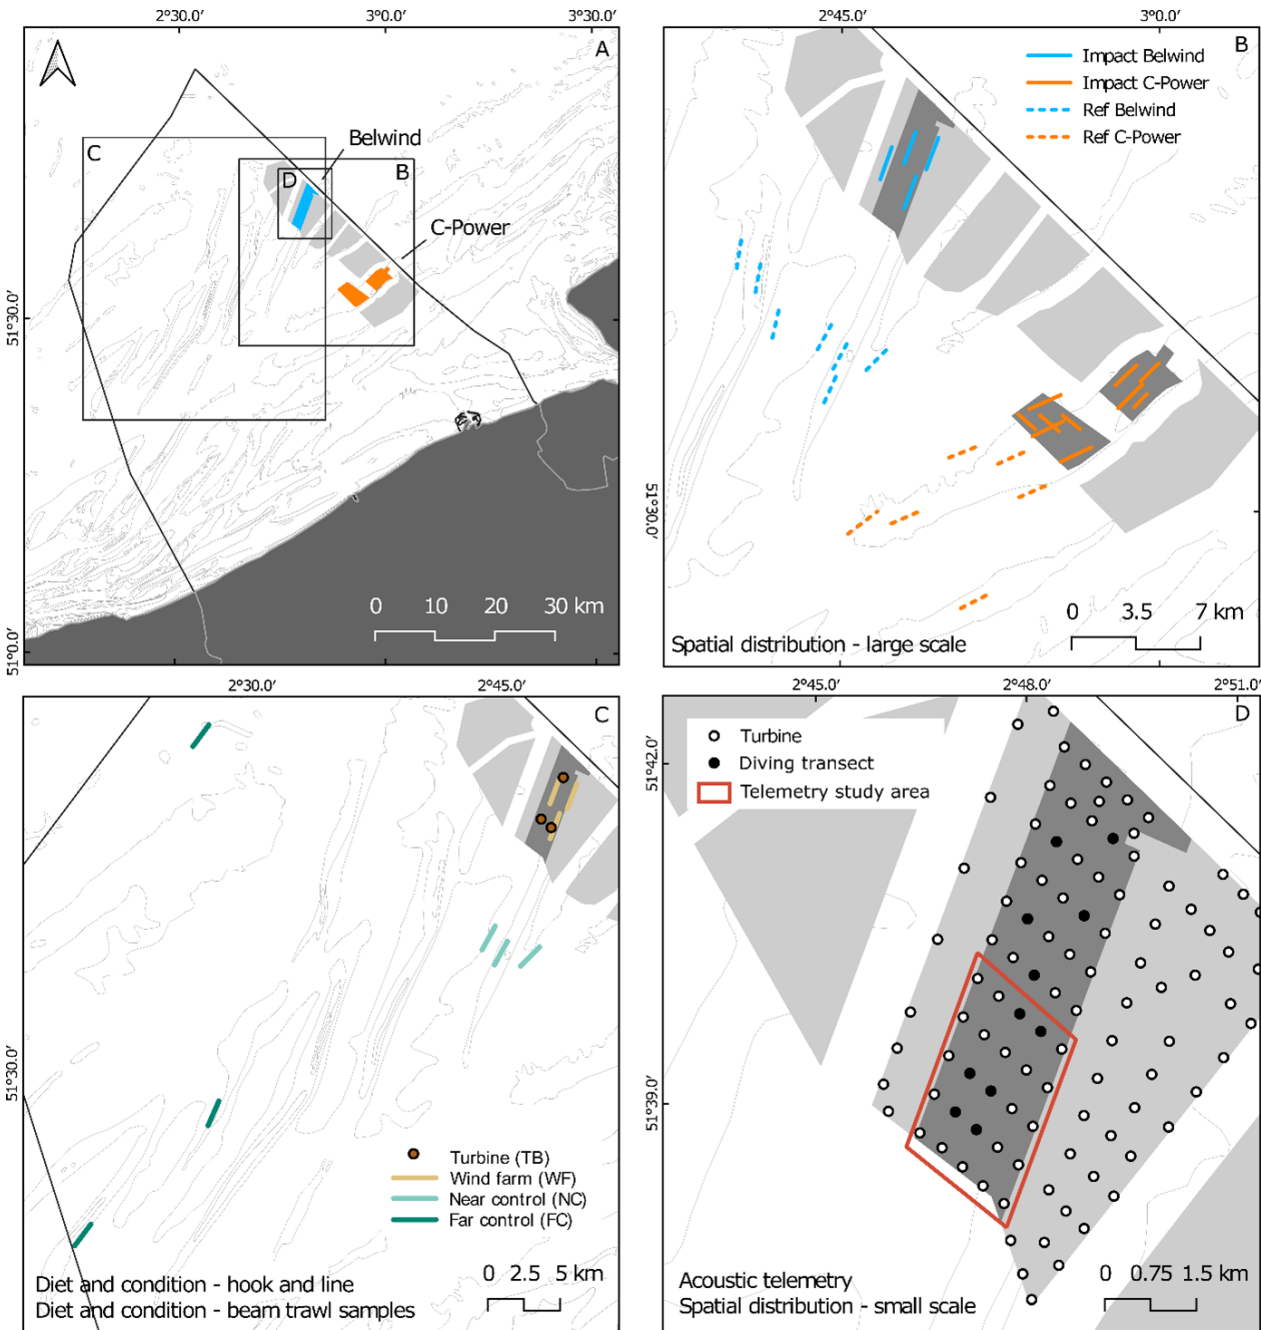 2°30.0′ 3°0.0′ 3°30.0′
A
Belwind
C
D
B
C-Power
51°30.0′
0 10 20 30 km
51°0.0′
2°45.0′ 3°0.0′
B
Impact Belwind
Impact C-Power
Ref Belwind
Ref C-Power
51°30.0′
0 3.5 7 km
Spatial distribution - large scale
2°30.0′ 2°45.0′
C
51°30.0′
Turbine (TB)
Wind farm (WF)
Near control (NC)
Far control (FC)
Diet and condition - hook and line
0 2.5 5 km
Diet and condition - beam trawl samples
2°45.0′ 2°48.0′ 2°51.0′
D
Turbine
Diving transect
Telemetry study area
51°42.0′
51°39.0′
Acoustic telemetry
0 0.75 1.5 km
Spatial distribution - small scale